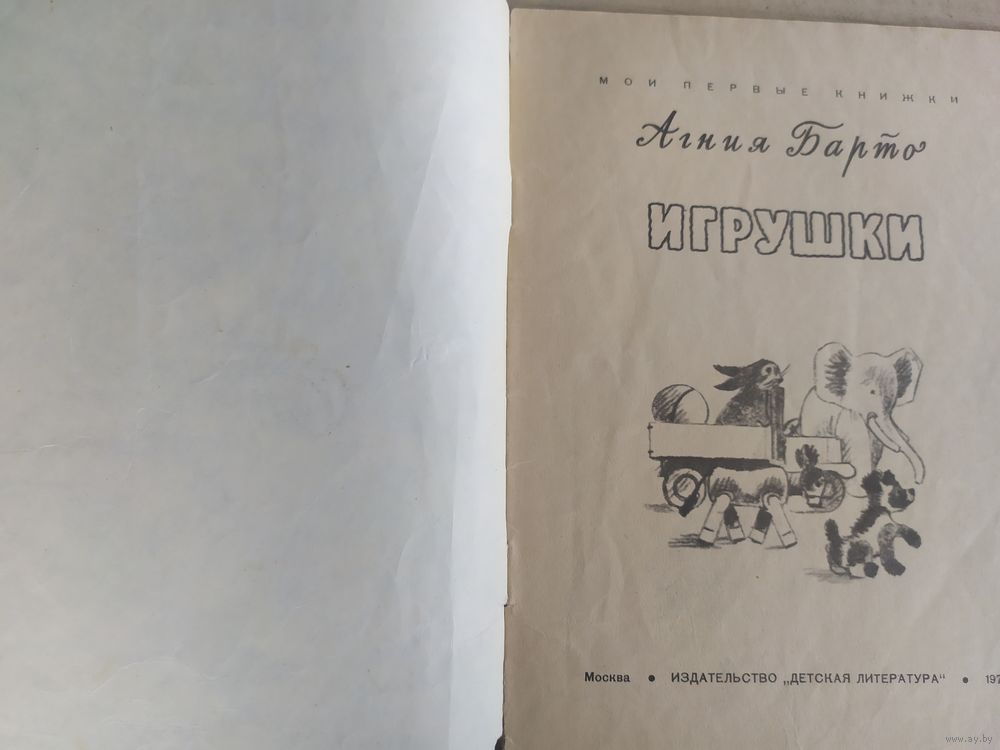 МОИ ПЕРВЫЕ КНИЖКИ
Агния Барто
ИГРУШКИ
Москва • ИЗДАТЕЛЬСТВО „ДЕТСКАЯ ЛИТЕРАТУРА“ •
www.ay.by